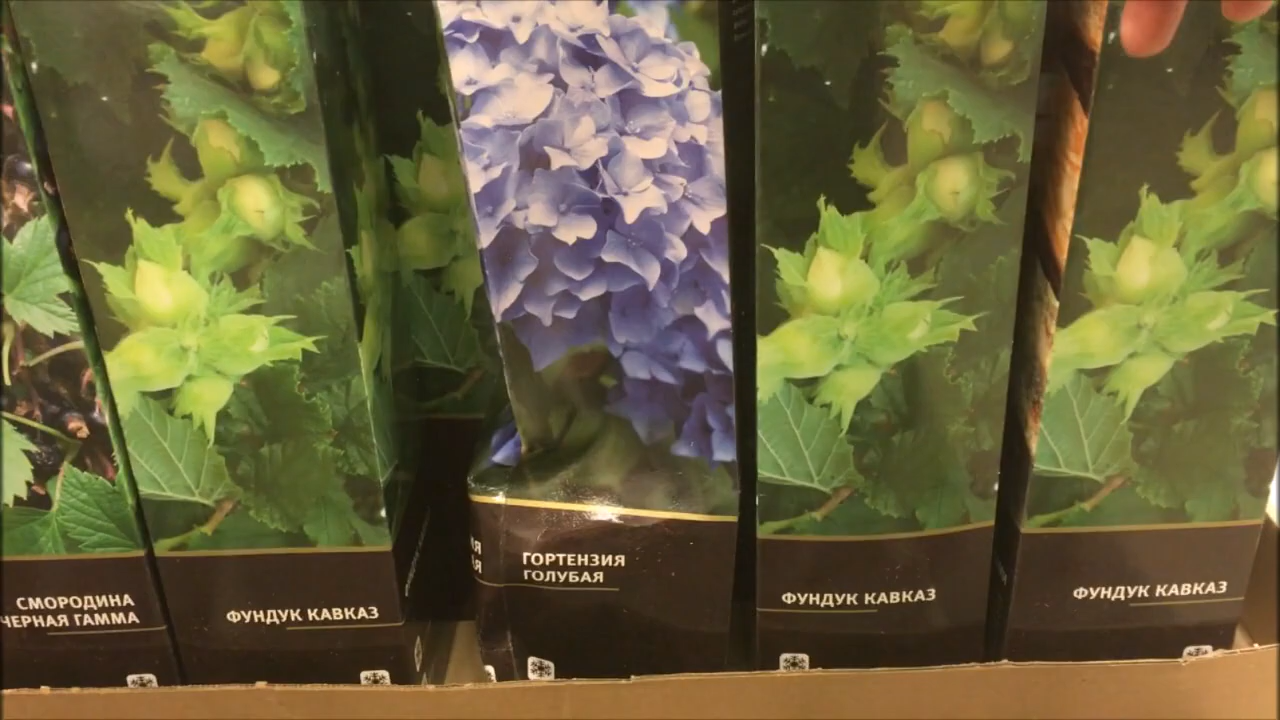 СМОРОДИНА
ЧЕРНАЯ ГАММА
ФУНДУК КАВКАЗ
ГОРТЕНЗИЯ
ГОЛУБАЯ
ФУНДУК КАВКАЗ
ФУНДУК КАВКАЗ